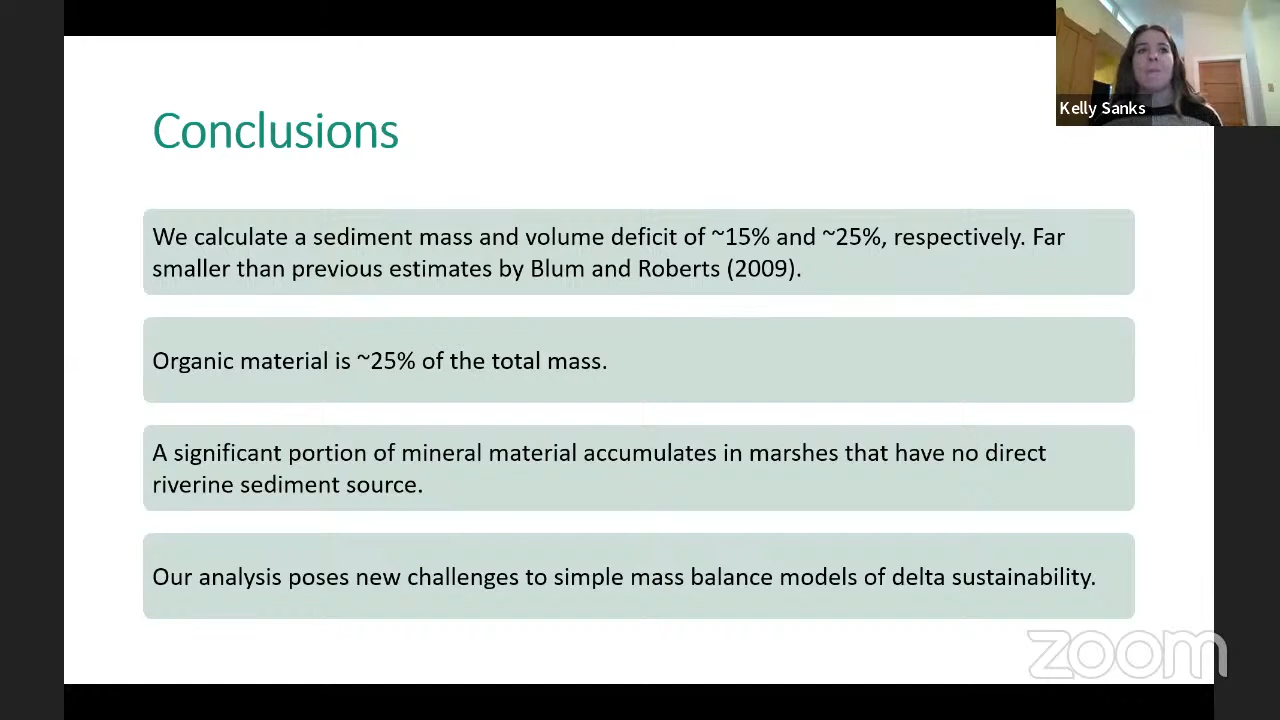 Kelly Sanks
Conclusions
We calculate a sediment mass and volume deficit of ~15% and ~25%, respectively. Far
smaller than previous estimates by Blum and Roberts (2009).
Organic material is ~25% of the total mass.
A significant portion of mineral material accumulates in marshes that have no direct
riverine sediment source.
Our analysis poses new challenges to simple mass balance models of delta sustainability.
zoom